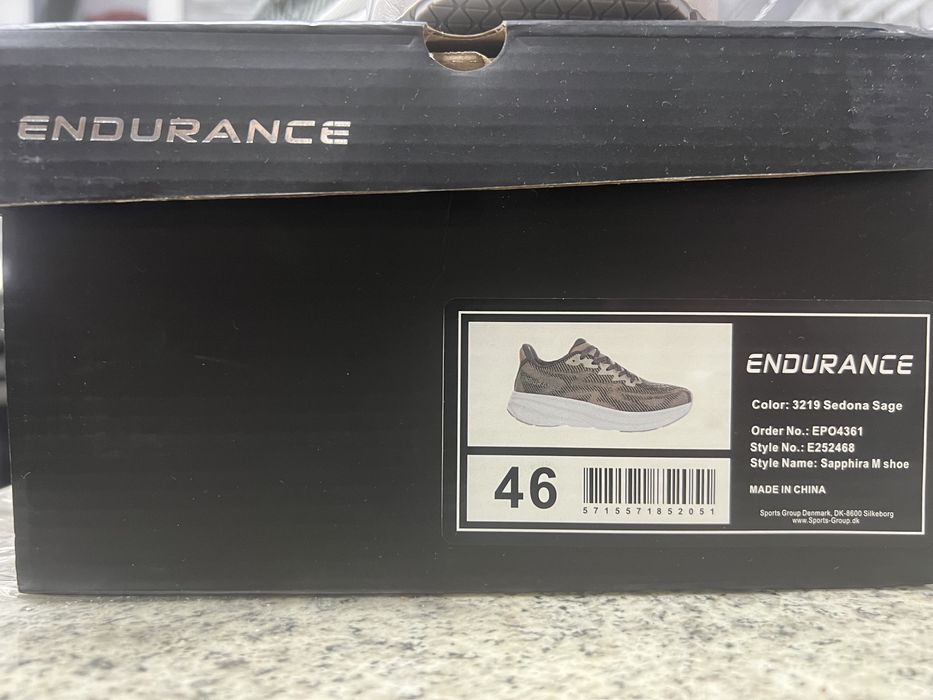 ENDURANCE
ENDURANCE
Color: 3219 Sedona Sage
Order No.: EPO4361
Style No.: E252468
Style Name: Sapphira M shoe
46
5715571852051
MADE IN CHINA
Sports Group Denmark, DK-8600 Silkeborg
www.Sports-Group.dk